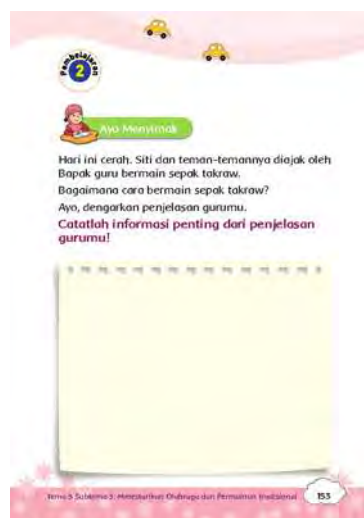 Pembelajaran
2
Ayo Menyimak
Hari ini cerah. Siti dan teman-temannya diajak oleh
Bapak guru bermain sepak takraw.
Bagaimana cara bermain sepak takraw?
Ayo, dengarkan penjelasan gurumu.
Catatlah informasi penting dari penjelasan
gurumu!
Tema 5 Subtema 3: Melestarikan Olahraga dan Permainan Tradisional
153